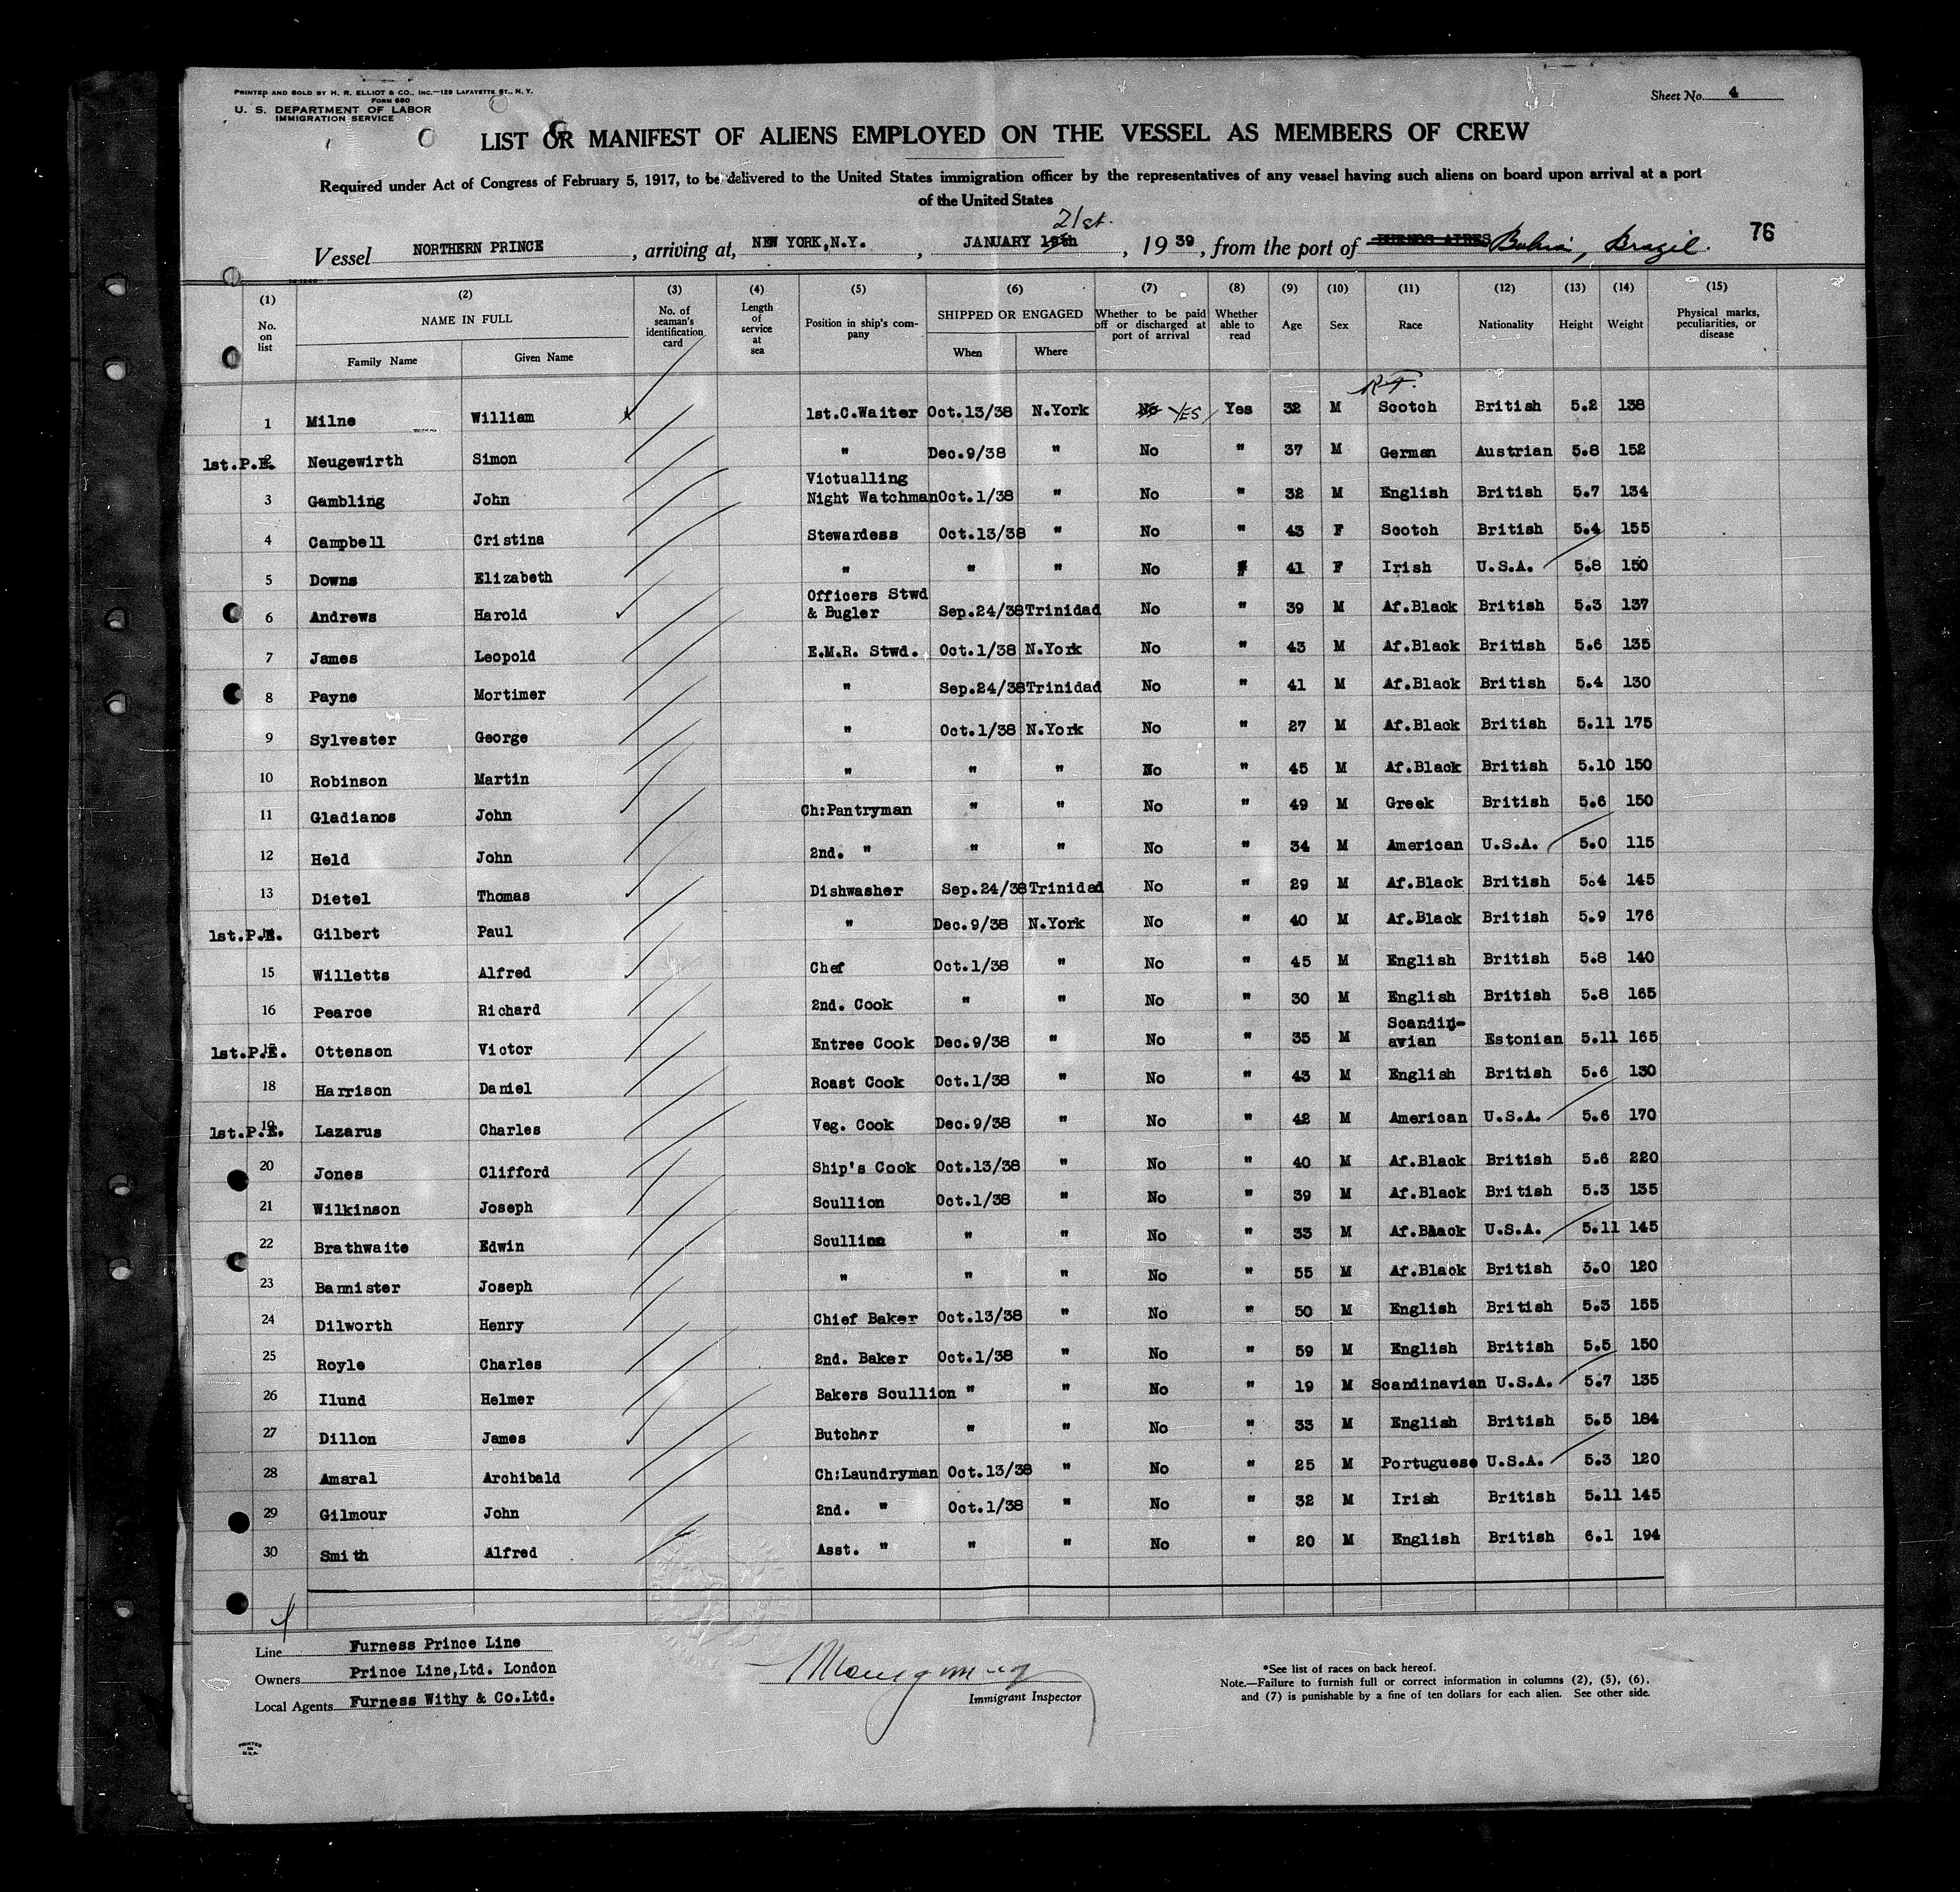 PRINTED AND SOLD BY H. R. ELLIOT & CO., INC.—129 LAFAYETTE ST., N. Y.
FORM 680
U. S. DEPARTMENT OF LABOR
IMMIGRATION SERVICE
Sheet No. 4
LIST OR MANIFEST OF ALIENS EMPLOYED ON THE VESSEL AS MEMBERS OF CREW
Required under Act of Congress of February 5, 1917, to be delivered to the United States immigration officer by the representatives of any vessel having such aliens on board upon arrival at a port
of the United States
21st.
Vessel NORTHERN PRINCE, arriving at, NEW YORK,N.Y., JANUARY 18th, 1939, from the port of BUENOS AIRES Bahia, Brazil. 76
(1) (2) (3) (4) (5) (6) (7) (8) (9) (10) (11) (12) (13) (14) (15)
No. on list NAME IN FULL Family Name Given Name No. of seaman's identification card Length of service at sea Position in ship's company SHIPPED OR ENGAGED When Where Whether to be paid off or discharged at port of arrival Whether able to read Age Sex Race Nationality Height Weight Physical marks, peculiarities, or disease
R.F.
1 Milne William 1st.C.Waiter Oct.13/38 N.York No YES Yes 32 M Scotch British 5.2 138
1st.P.E. 2 Neugewirth Simon " Dec.9/38 " No " 37 M German Austrian 5.8 152
3 Gambling John Victualling Night Watchman Oct.1/38 " No " 32 M English British 5.7 134
4 Campbell Cristina Stewardess Oct.13/38 " No " 43 F Scotch British 5.4 155
5 Downs Elizabeth " " " No " 41 F Irish U.S.A. 5.8 150
6 Andrews Harold Officers Stwd & Bugler Sep.24/38 Trinidad No " 39 M Af.Black British 5.3 137
7 James Leopold E.M.R. Stwd. Oct.1/38 N.York No " 43 M Af.Black British 5.6 135
8 Payne Mortimer " Sep.24/38 Trinidad No " 41 M Af.Black British 5.4 130
9 Sylvester George " Oct.1/38 N.York No " 27 M Af.Black British 5.11 175
10 Robinson Martin " " " No " 45 M Af.Black British 5.10 150
11 Gladianos John Ch:Pantryman " " No " 49 M Greek British 5.6 150
12 Held John 2nd. " " " No " 34 M American U.S.A. 5.0 115
13 Dietel Thomas Dishwasher Sep.24/38 Trinidad No " 29 M Af.Black British 5.4 145
1st.P.E. 14 Gilbert Paul " Dec.9/38 N.York No " 40 M Af.Black British 5.9 176
15 Willetts Alfred Chef Oct.1/38 " No " 45 M English British 5.8 140
16 Pearce Richard 2nd. Cook " " No " 30 M English British 5.8 165
1st.P.E. 17 Ottenson Victor Entree Cook Dec.9/38 " No " 35 M Scandin-avian Estonian 5.11 165
18 Harrison Daniel Roast Cook Oct.1/38 " No " 43 M English British 5.6 130
1st.P.E. 19 Lazarus Charles Veg. Cook Dec.9/38 " No " 42 M American U.S.A. 5.6 170
20 Jones Clifford Ship's Cook Oct.13/38 " No " 40 M Af.Black British 5.6 220
21 Wilkinson Joseph Scullion Oct.1/38 " No " 39 M Af.Black British 5.3 135
22 Brathwaite Edwin Scullion " " No " 33 M Af.Black U.S.A. 5.11 145
23 Bannister Joseph " " " No " 55 M Af.Black British 5.0 120
24 Dilworth Henry Chief Baker Oct.13/38 " No " 50 M English British 5.3 155
25 Royle Charles 2nd. Baker Oct.1/38 " No " 59 M English British 5.5 150
26 Ilund Helmer Bakers Scullion " " No " 19 M Scandinavian U.S.A. 5.7 135
27 Dillon James Butcher " " No " 33 M English British 5.5 184
28 Amaral Archibald Ch:Laundryman Oct.13/38 " No " 25 M Portuguese U.S.A. 5.3 120
29 Gilmour John 2nd. " Oct.1/38 " No " 32 M Irish British 5.11 145
30 Smith Alfred Asst. " " " No " 20 M English British 6.1 194
Line Furness Prince Line
Owners Prince Line,Ltd. London
Local Agents Furness Withy & Co.Ltd.
Immigrant Inspector
*See list of races on back hereof.
Note.—Failure to furnish full or correct information in columns (2), (5), (6),
and (7) is punishable by a fine of ten dollars for each alien. See other side.
PRINTED
IN
U.S.A.